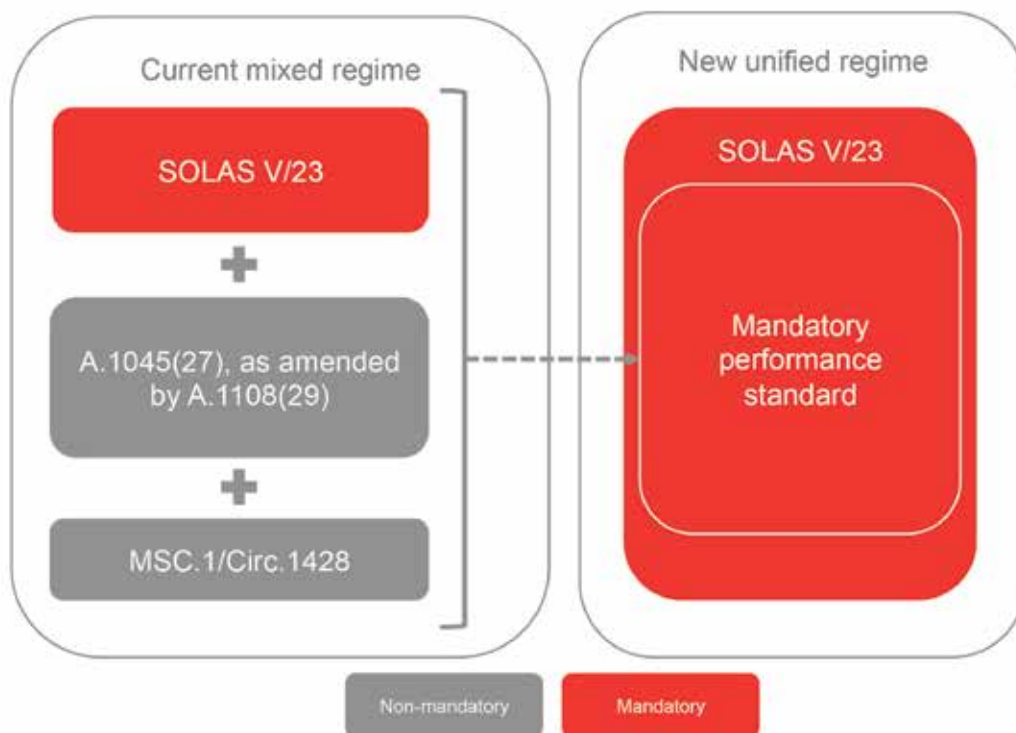 Current mixed regime
SOLAS V/23
A.1045(27), as amended
by A.1108(29)
MSC.1/Circ.1428
New unified regime
SOLAS V/23
Mandatory
performance
standard
Non-mandatory
Mandatory